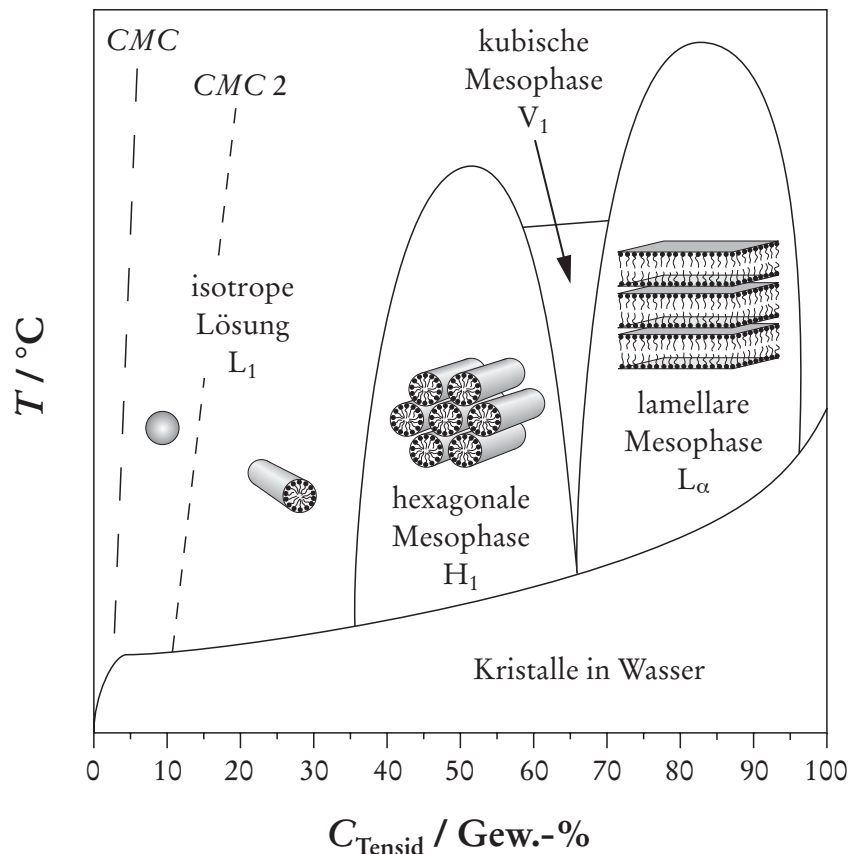 CMC
CMC 2
kubische
Mesophase
V₁
isotrope
Lösung
L₁
hexagonale
Mesophase
H₁
lamellare
Mesophase
Lα
Kristalle in Wasser
T / °C
0 10 20 30 40 50 60 70 80 90 100
C_Tensid / Gew.-%